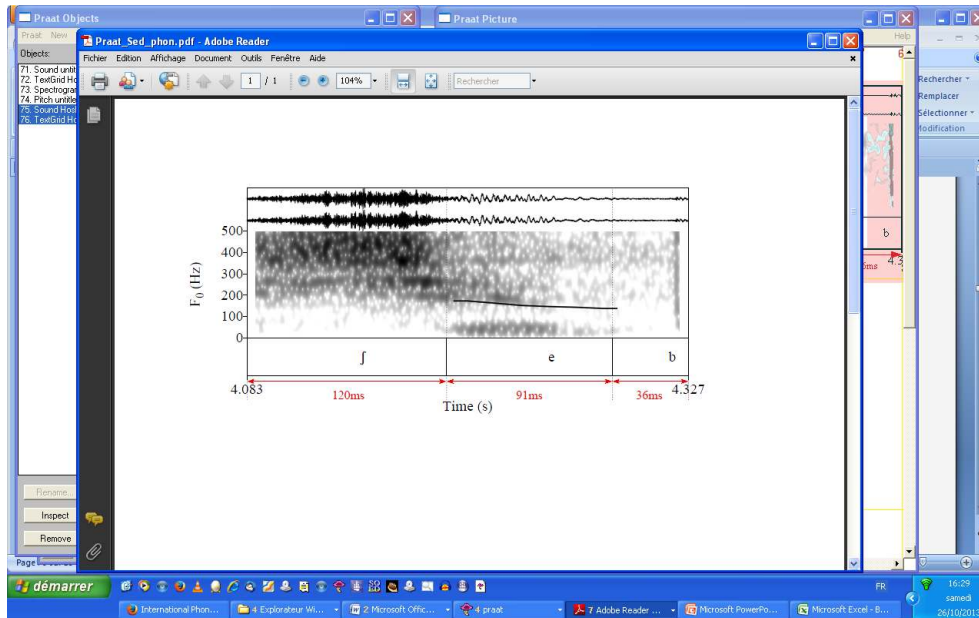 Praat Objects
Praat Picture
Praat New
Help
Praat_Sed_phon.pdf - Adobe Reader
Objects:
Fichier Edition Affichage Document Outils Fenêtre Aide
71. Sound untit
72. TextGrid Ho
73. Spectrogram
74. Pitch untitle
75. Sound Hos
76. TextGrid Ho
1 / 1
104%
Rechercher
Rechercher
Remplacer
Sélectionner
Modification
500
400
300
200
100
0
F0 (Hz)
ʃ e b
b
4.083
120ms 91ms 36ms
4.327
Time (s)
Rename...
Inspect
Remove
Page
démarrer
FR
16:29
samedi
26/10/2013
International Phon...
4 Explorateur Wi...
2 Microsoft Offic...
4 praat
7 Adobe Reader ...
Microsoft PowerPo...
Microsoft Excel - B...